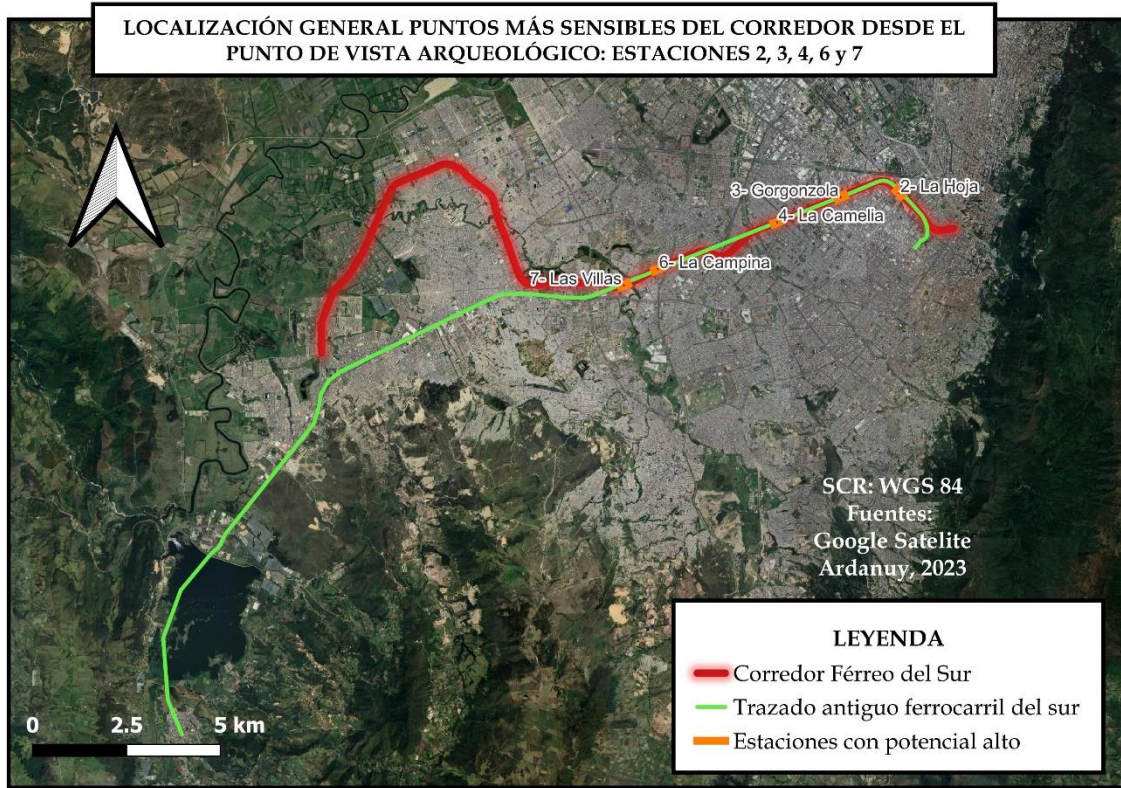 LOCALIZACIÓN GENERAL PUNTOS MÁS SENSIBLES DEL CORREDOR DESDE EL
PUNTO DE VISTA ARQUEOLÓGICO: ESTACIONES 2, 3, 4, 6 y 7
3- Gorgonzola
2- La Hoja
4- La Camelia
6- La Campina
7- Las Villas
SCR: WGS 84
Fuentes:
Google Satelite
Ardanuy, 2023
LEYENDA
Corredor Férreo del Sur
Trazado antiguo ferrocarril del sur
Estaciones con potencial alto
0 2.5 5 km